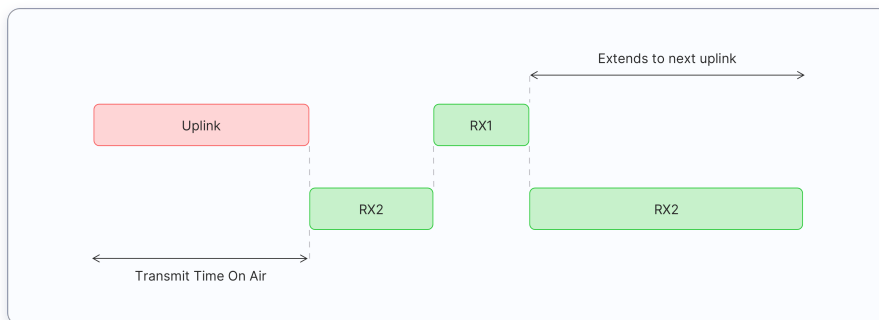 Extends to next uplink
Uplink
RX1
RX2
RX2
Transmit Time On Air